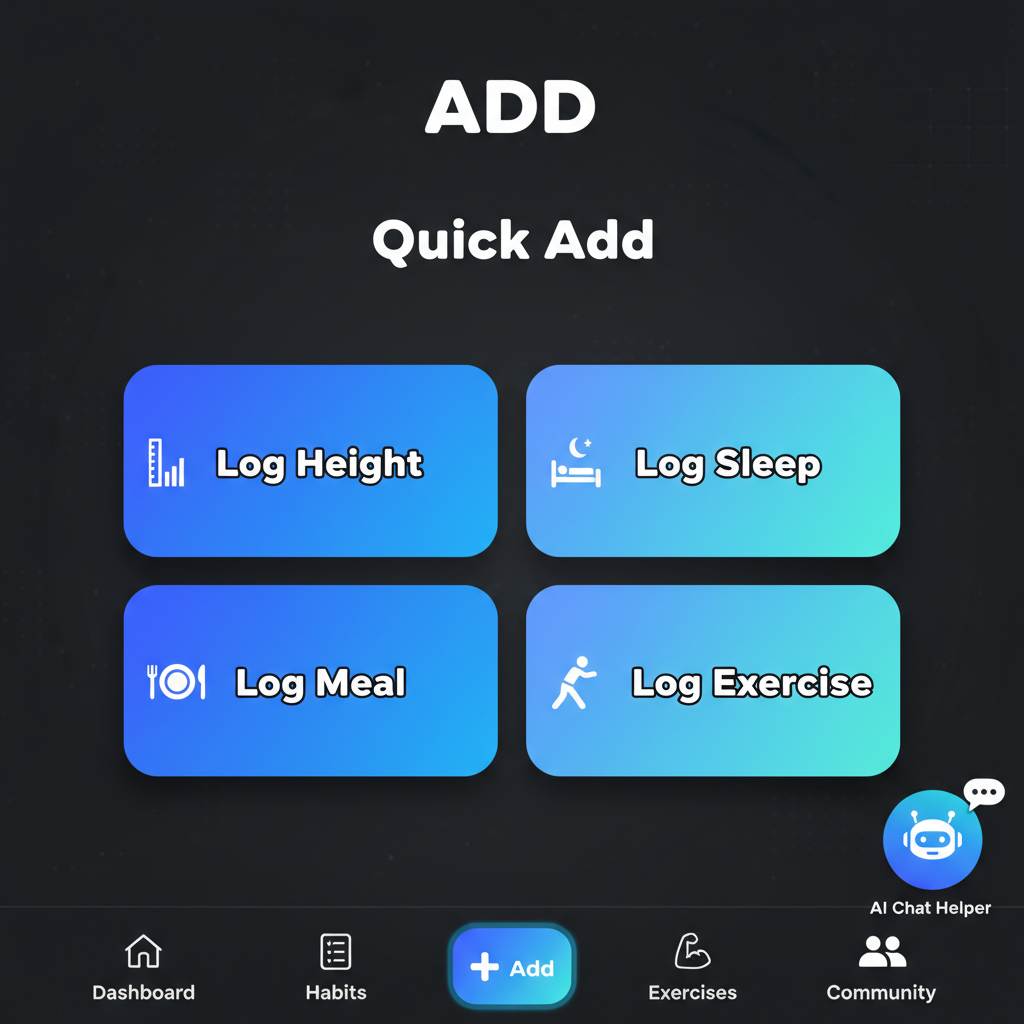 ADD
Quick Add
Log Height
Log Sleep
Log Meal
Log Exercise
AI Chat Helper
Dashboard
Habits
Add
Exercises
Community